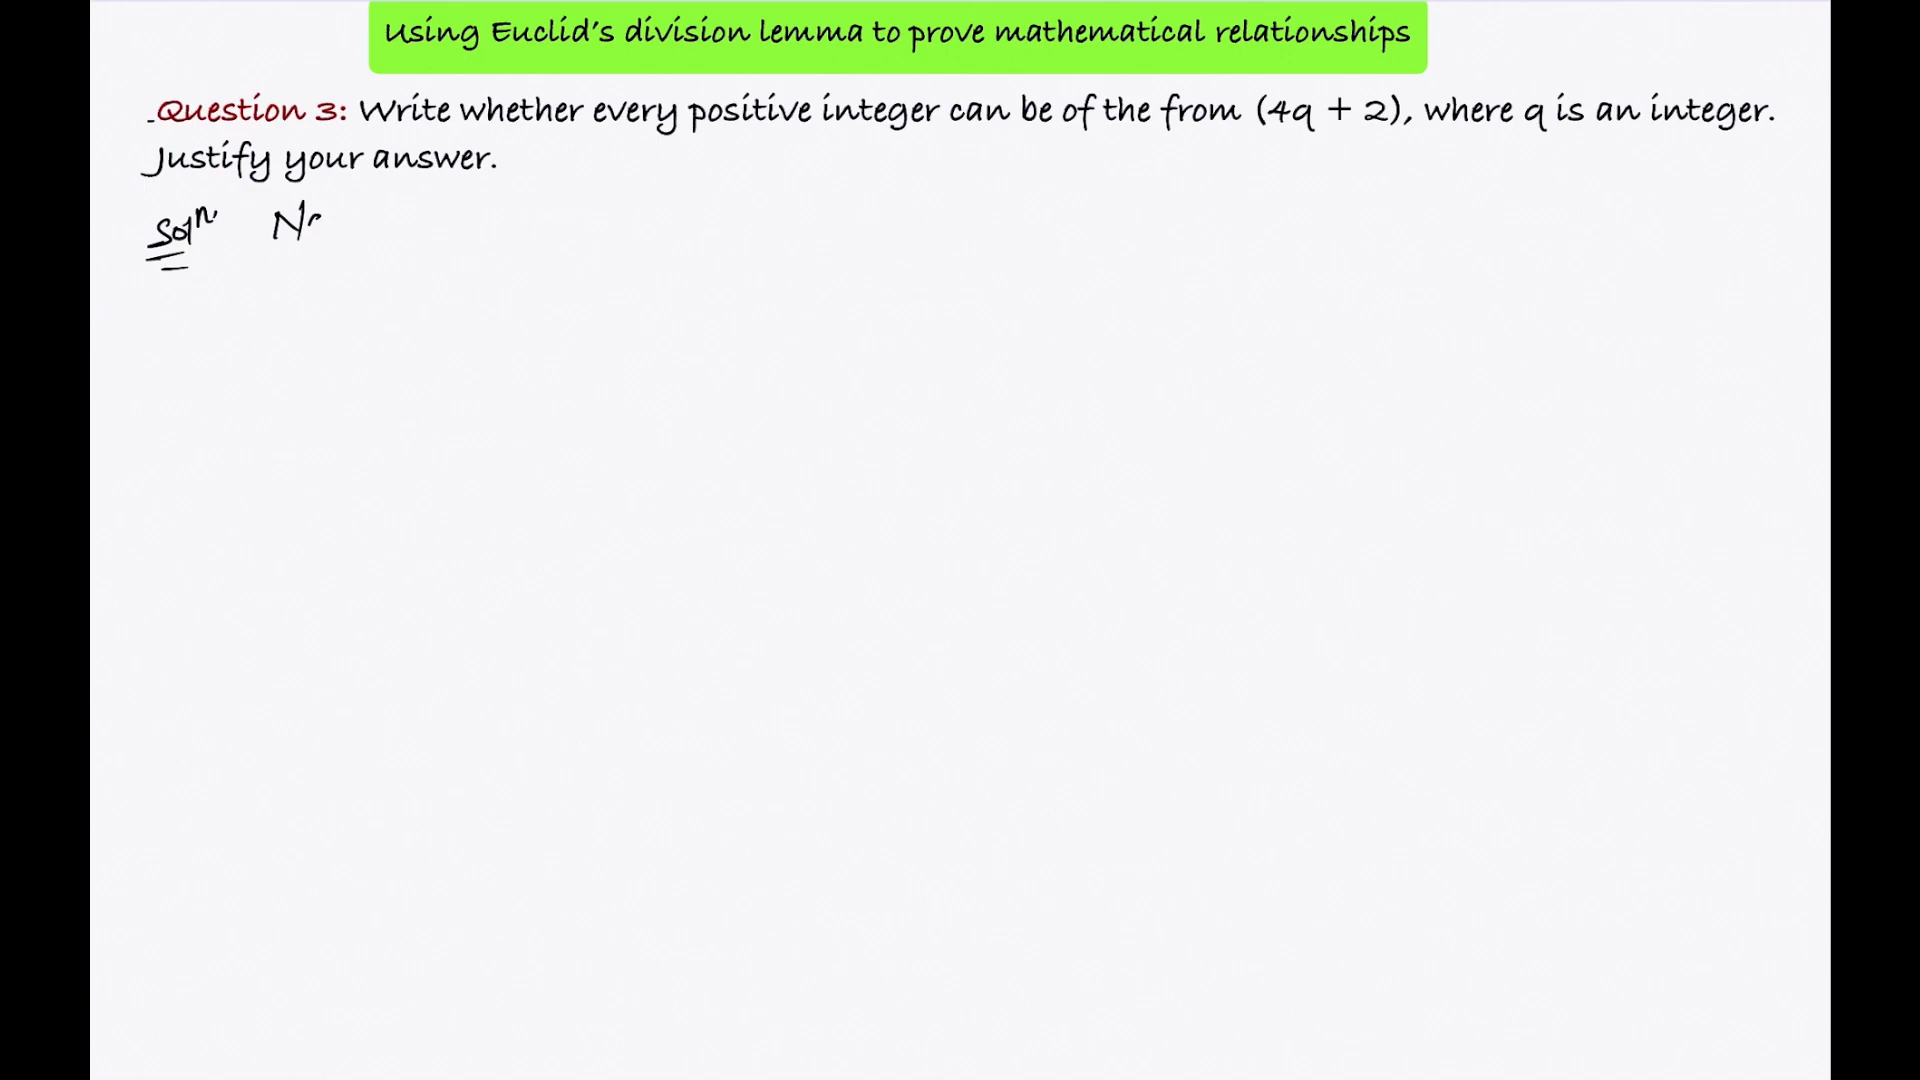 Using Euclid's division lemma to prove mathematical relationships
Question 3: Write whether every positive integer can be of the from (4q + 2), where q is an integer.
Justify your answer.
Solⁿ.